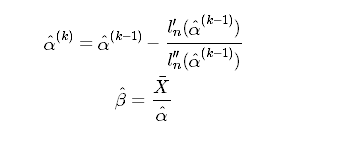 $\hat{\alpha}^{(k)} = \hat{\alpha}^{(k-1)} - \frac{l_n'(\hat{\alpha}^{(k-1)})}{l_n''(\hat{\alpha}^{(k-1)})}$
$\hat{\beta} = \frac{\bar{X}}{\hat{\alpha}}$